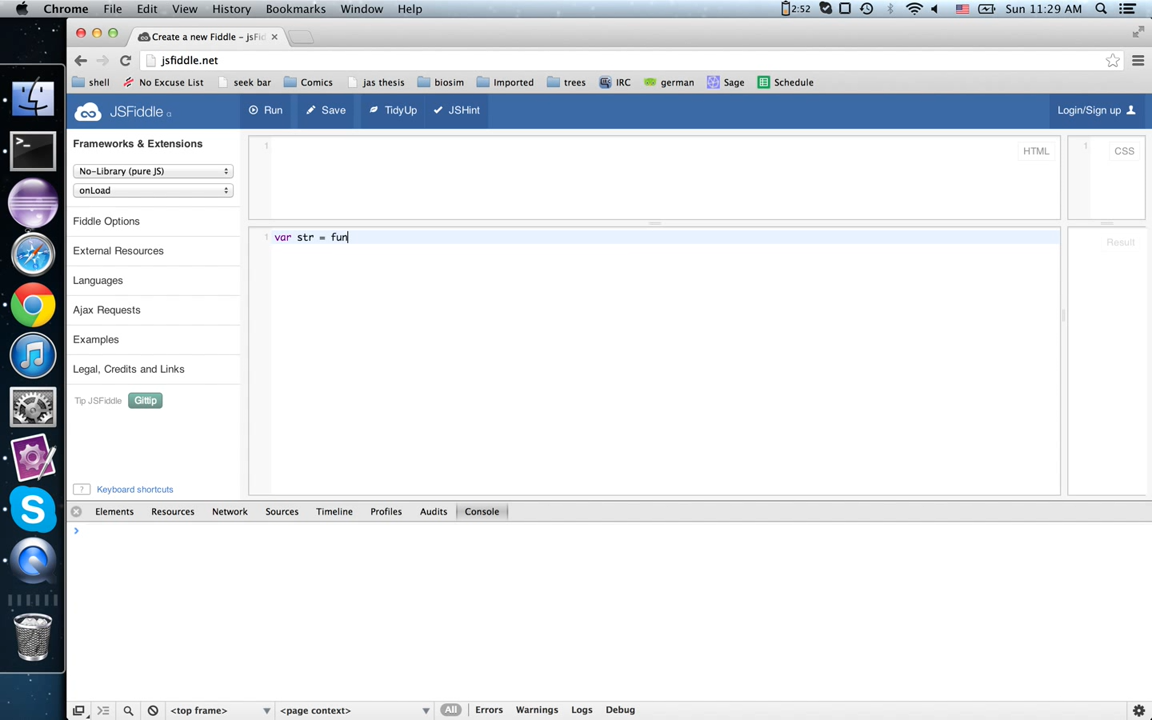 Chrome File Edit View History Bookmarks Window Help 2:52 Sun 11:29 AM
Create a new Fiddle – jsFid
jsfiddle.net
shell No Excuse List seek bar Comics jas thesis biosim Imported trees IRC german Sage Schedule
JSFiddle α Run Save TidyUp JSHint Login/Sign up
Frameworks & Extensions
No-Library (pure JS)
onLoad
Fiddle Options
External Resources
Languages
Ajax Requests
Examples
Legal, Credits and Links
Tip JSFiddle Gittip
? Keyboard shortcuts
1 HTML
1 CSS
1 var str = fun
Result
Elements Resources Network Sources Timeline Profiles Audits Console
>
<top frame> <page context> All Errors Warnings Logs Debug